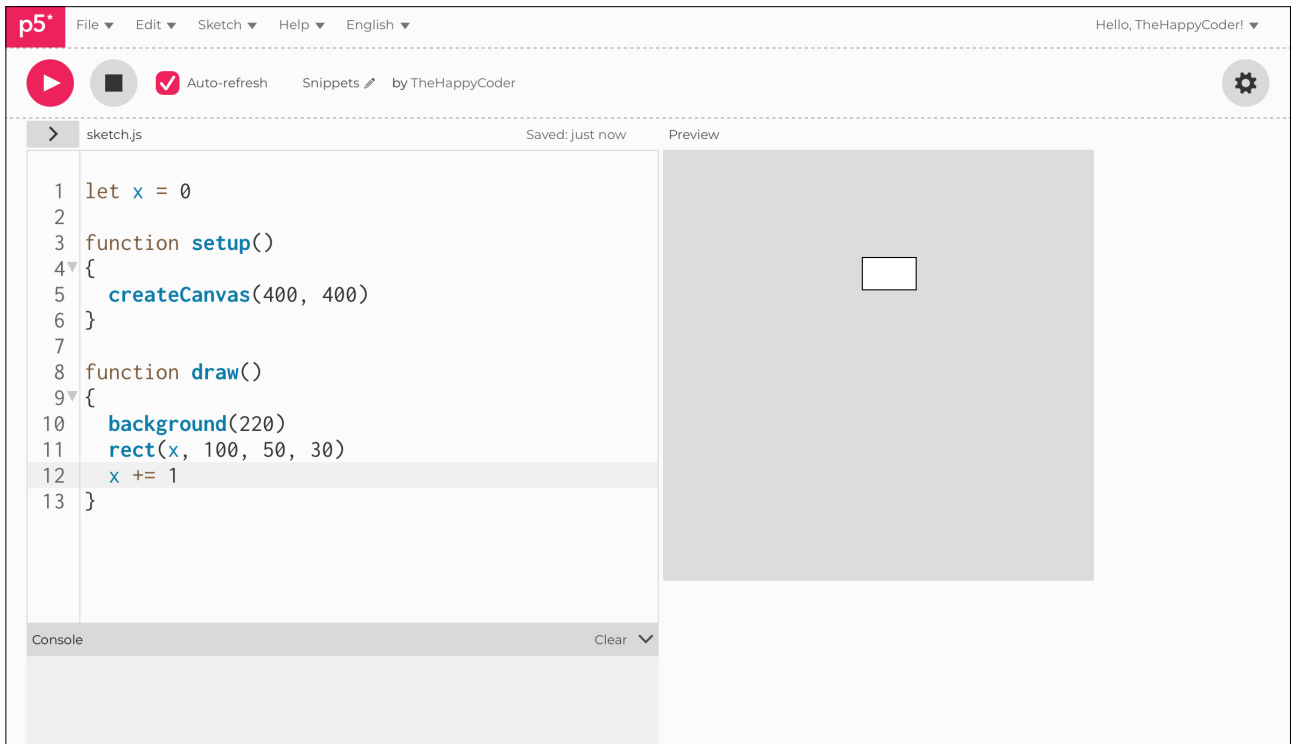 p5* File Edit Sketch Help English Hello, TheHappyCoder!
Auto-refresh Snippets by TheHappyCoder
sketch.js Saved: just now Preview
1 let x = 0
2
3 function setup()
4 {
5 createCanvas(400, 400)
6 }
7
8 function draw()
9 {
10 background(220)
11 rect(x, 100, 50, 30)
12 x += 1
13 }
Console Clear